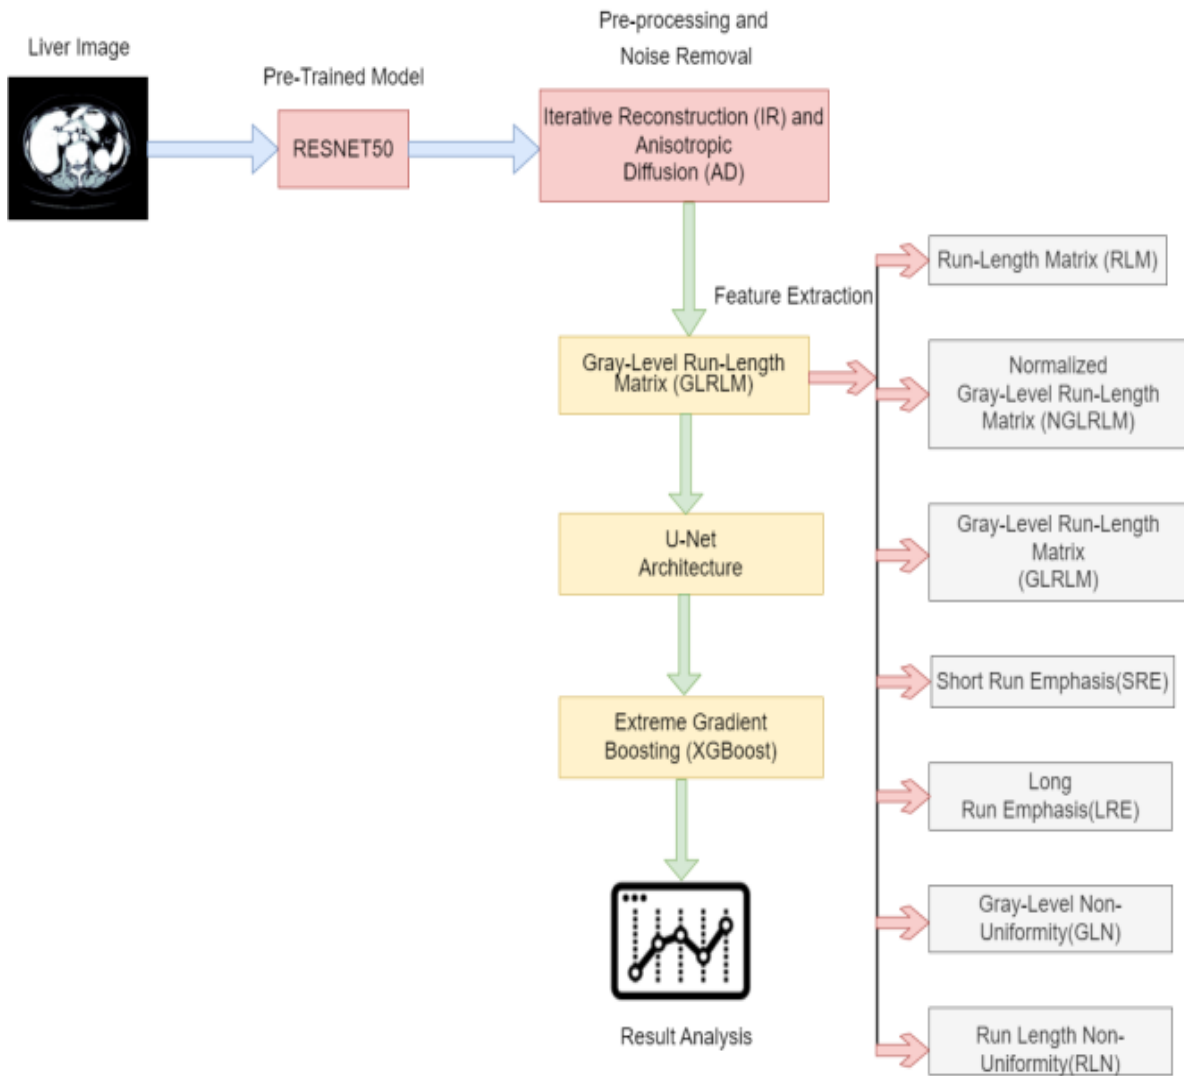 Liver Image
Pre-Trained Model
RESNET50
Pre-processing and
Noise Removal
Iterative Reconstruction (IR) and
Anisotropic
Diffusion (AD)
Feature Extraction
Gray-Level Run-Length
Matrix (GLRLM)
U-Net
Architecture
Extreme Gradient
Boosting (XGBoost)
Result Analysis
Run-Length Matrix (RLM)
Normalized
Gray-Level Run-Length
Matrix (NGLRLM)
Gray-Level Run-Length
Matrix
(GLRLM)
Short Run Emphasis(SRE)
Long
Run Emphasis(LRE)
Gray-Level Non-
Uniformity(GLN)
Run Length Non-
Uniformity(RLN)